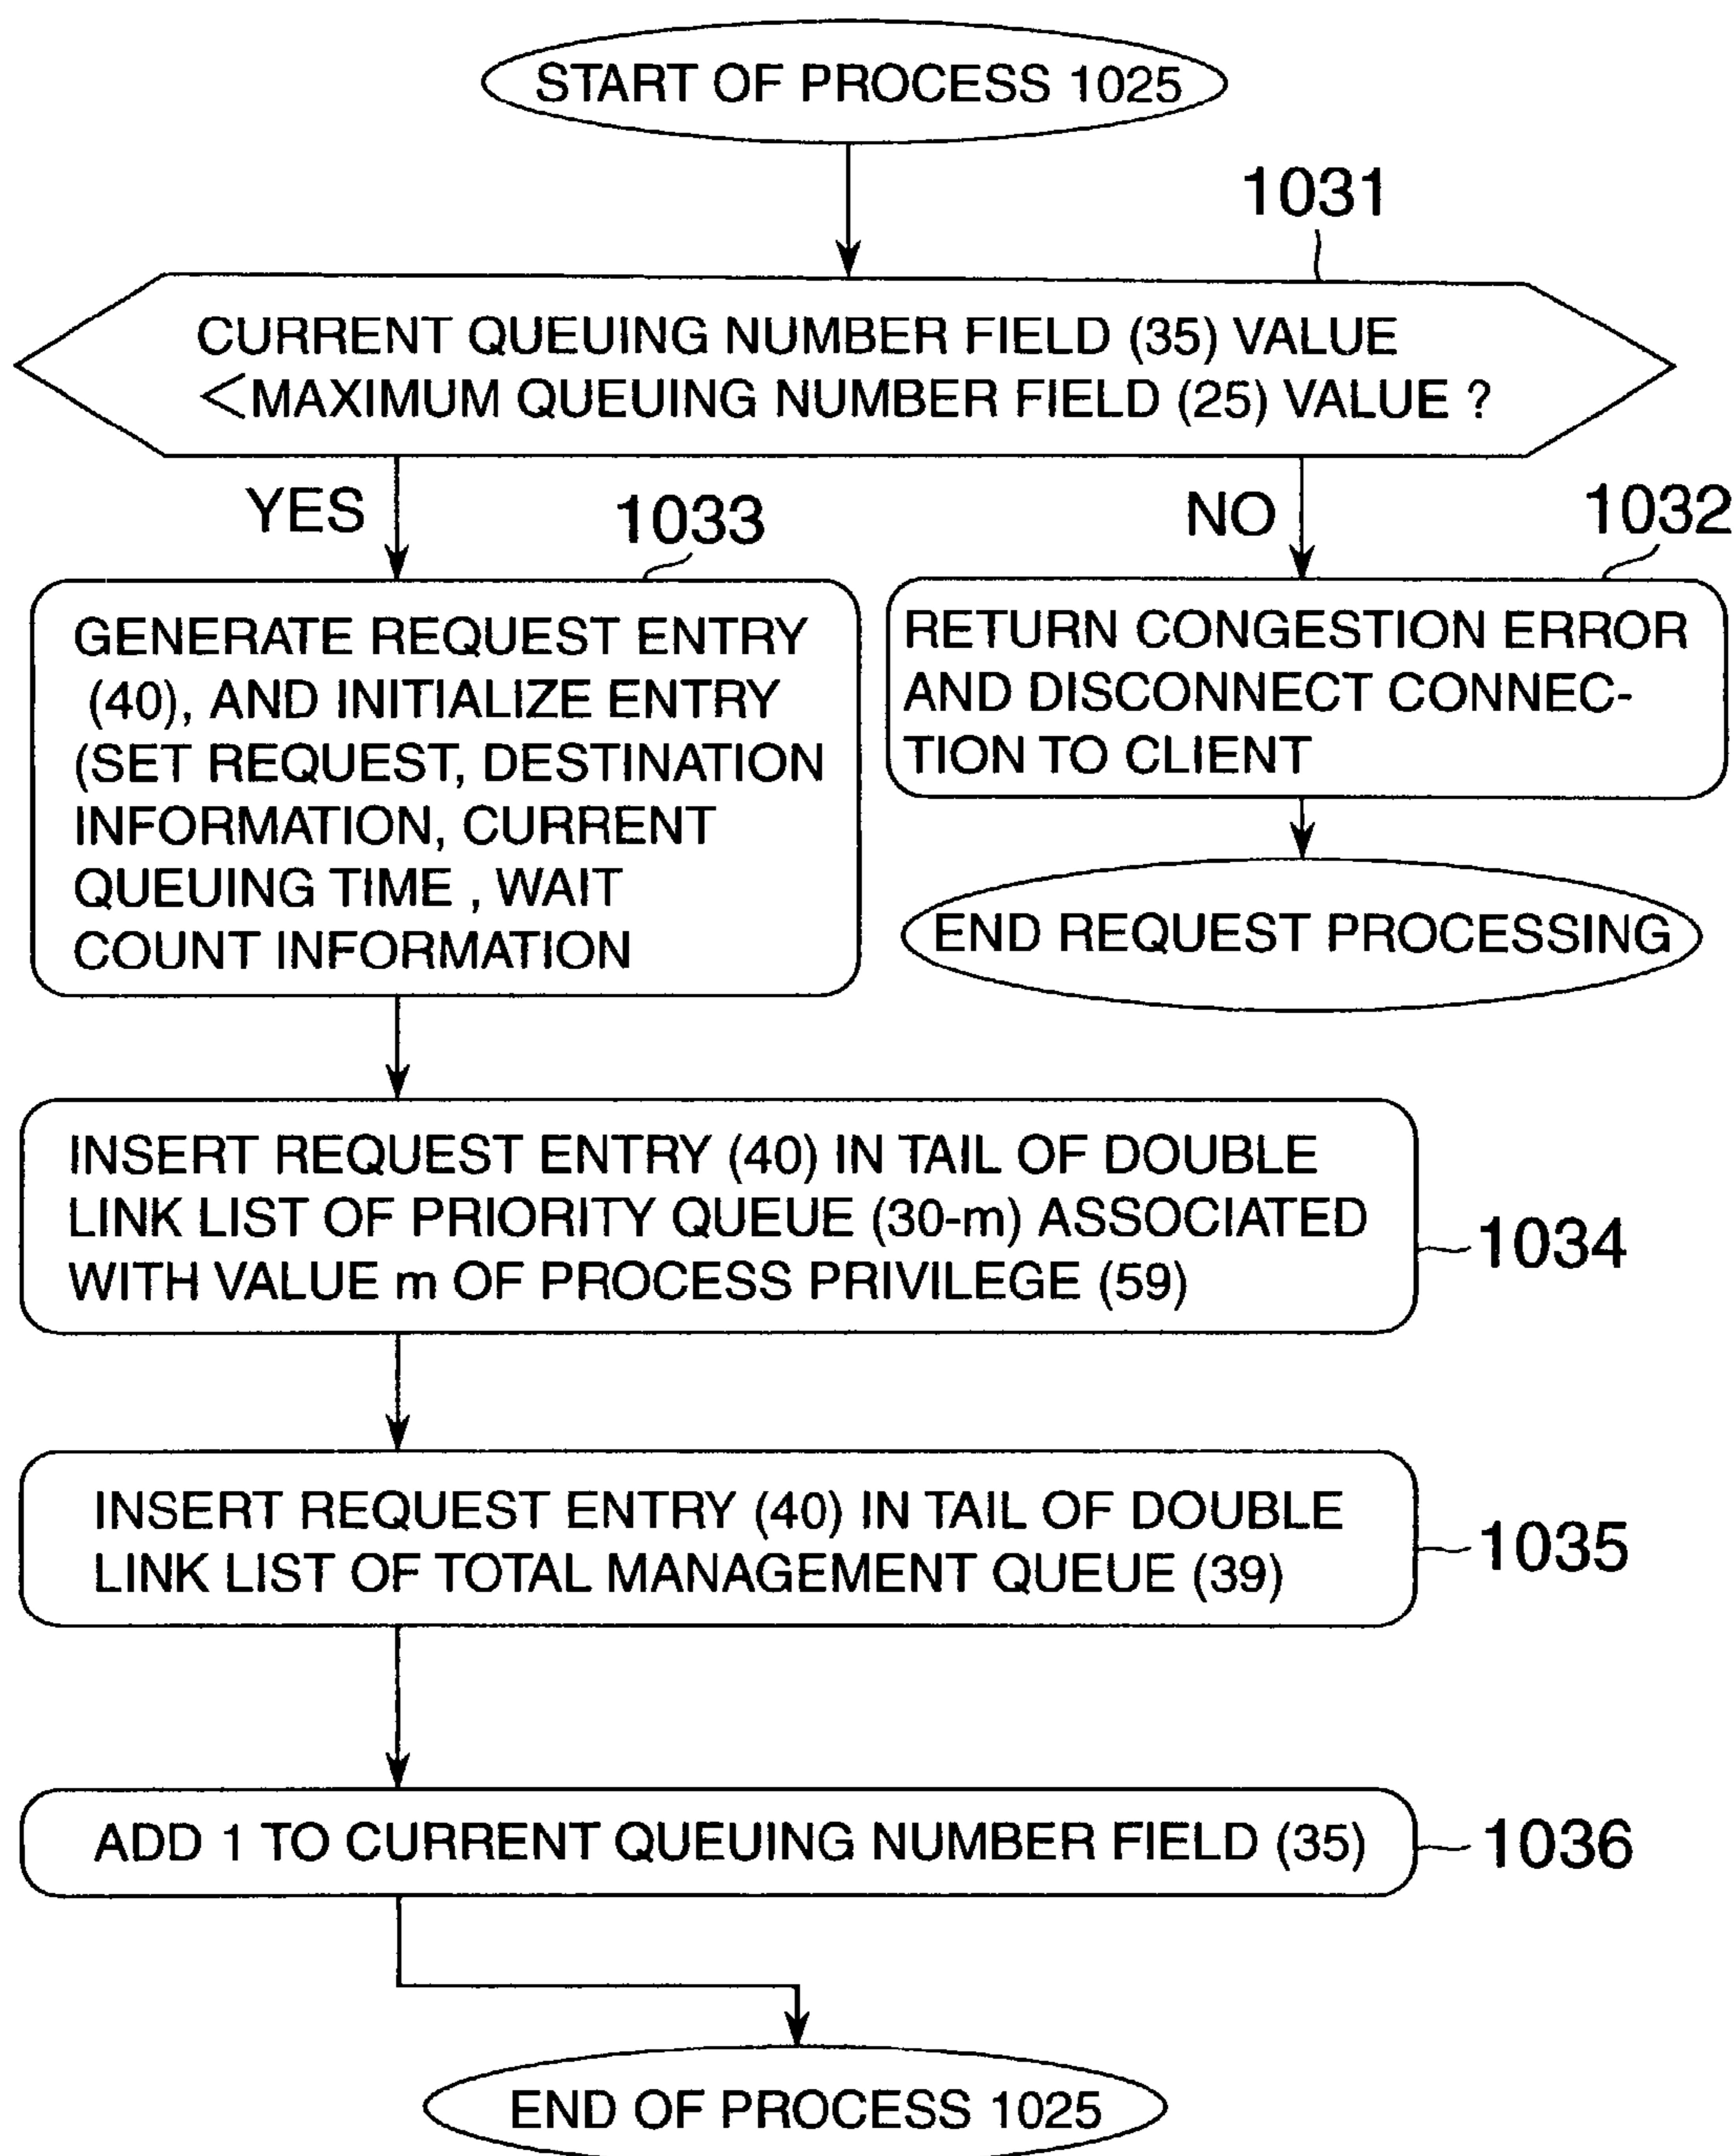 START OF PROCESS 1025
1031
CURRENT QUEUING NUMBER FIELD (35) VALUE
<MAXIMUM QUEUING NUMBER FIELD (25) VALUE ?
YES
1033
NO
1032
GENERATE REQUEST ENTRY
(40), AND INITIALIZE ENTRY
(SET REQUEST, DESTINATION
INFORMATION, CURRENT
QUEUING TIME , WAIT
COUNT INFORMATION
RETURN CONGESTION ERROR
AND DISCONNECT CONNEC-
TION TO CLIENT
END REQUEST PROCESSING
INSERT REQUEST ENTRY (40) IN TAIL OF DOUBLE
LINK LIST OF PRIORITY QUEUE (30-m) ASSOCIATED
WITH VALUE m OF PROCESS PRIVILEGE (59)
1034
INSERT REQUEST ENTRY (40) IN TAIL OF DOUBLE
LINK LIST OF TOTAL MANAGEMENT QUEUE (39)
1035
ADD 1 TO CURRENT QUEUING NUMBER FIELD (35)
1036
END OF PROCESS 1025